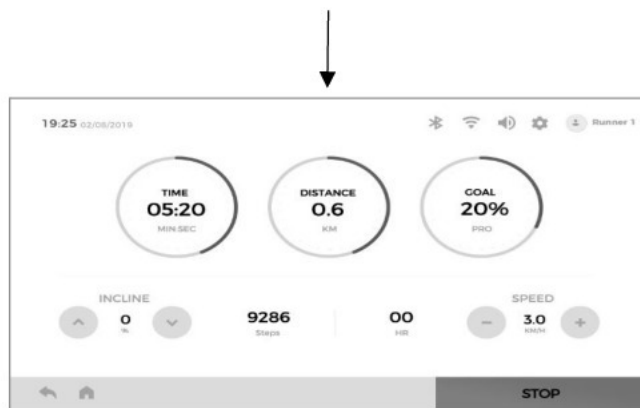 19:25 02/08/2019
Runner 1
TIME
05:20
MIN:SEC
DISTANCE
0.6
KM
GOAL
20%
PRO
INCLINE
0
%
9286
Steps
00
HR
SPEED
3.0
KM/H
STOP